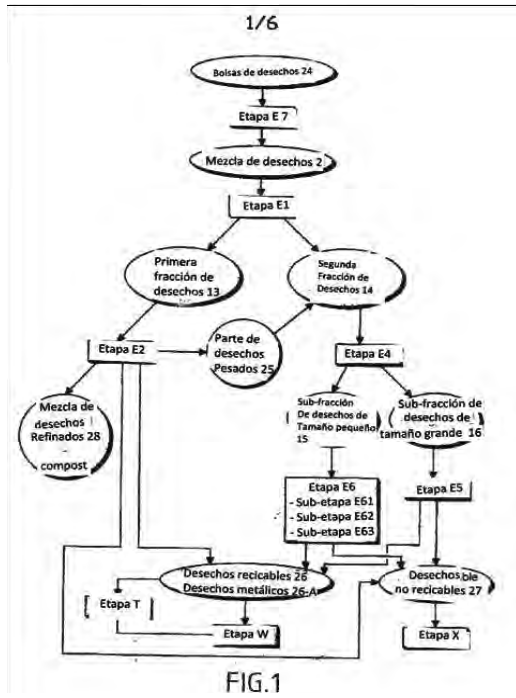 1/6
Bolsas de desechos 24
Etapa E 7
Mezcla de desechos 2
Etapa E1
Primera
fracción de
desechos 13
Segunda
Fracción de
Desechos 14
Etapa E2
Parte de
desechos
Pesados 25
Etapa E4
Mezcla de
desechos
Refinados 28
-
compost
Sub-fracción
De desechos de
Tamaño pequeño
15
Sub-fracción de
desechos de
tamaño grande 16
Etapa E6
- Sub-etapa E61
- Sub-etapa E62
- Sub-etapa E63
Etapa E5
Desechos recicables 26
Desechos metálicos 26-A
Desechos ble
no recicables 27
Etapa T
Etapa W
Etapa X
FIG.1